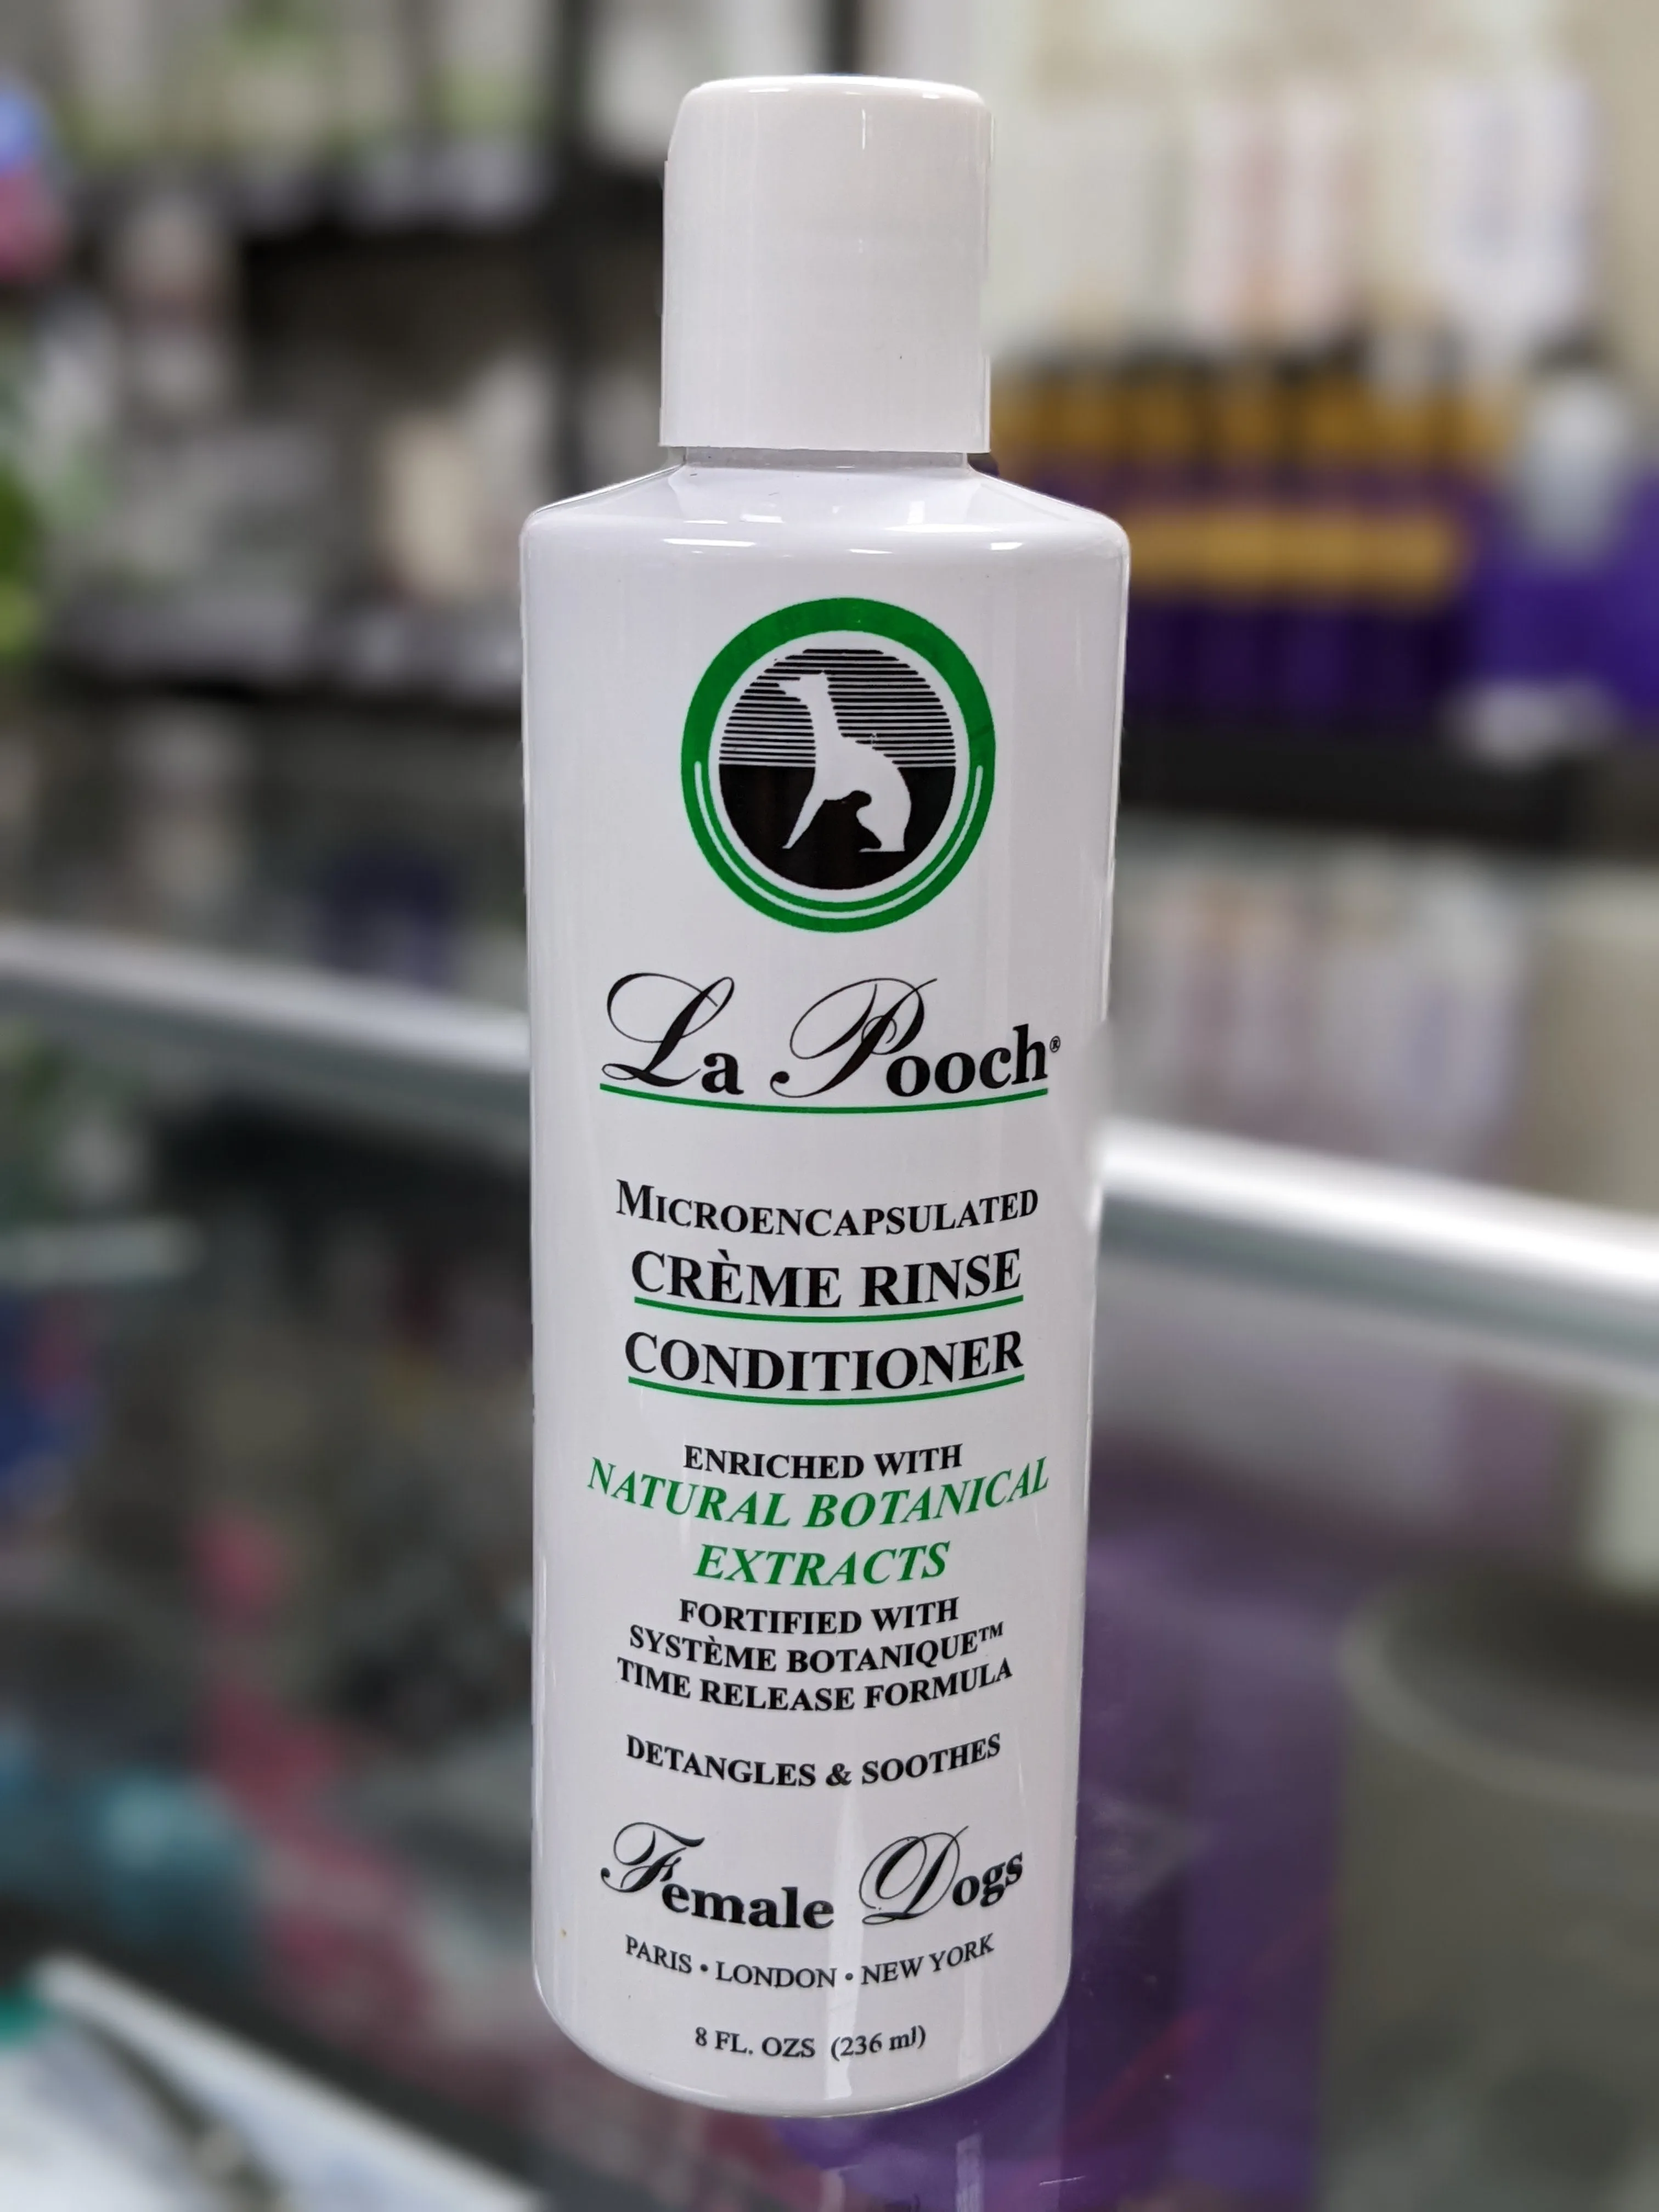 La Pooch®
MICROENCAPSULATED
CRÈME RINSE
CONDITIONER
ENRICHED WITH
NATURAL BOTANICAL
EXTRACTS
FORTIFIED WITH
SYSTÈME BOTANIQUE™
TIME RELEASE FORMULA
DETANGLES & SOOTHES
Female Dogs
PARIS • LONDON • NEW YORK
8 FL. OZS (236 ml)